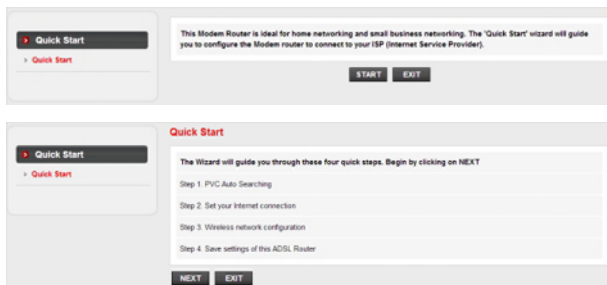 Quick Start
Quick Start
This Modem Router is ideal for home networking and small business networking. The 'Quick Start' wizard will guide
you to configure the Modem router to connect to your ISP (Internet Service Provider).
START EXIT
Quick Start
Quick Start
Quick Start
The Wizard will guide you through these four quick steps. Begin by clicking on NEXT
Step 1. PVC Auto Searching
Step 2. Set your Internet connection
Step 3. Wireless network configuration
Step 4. Save settings of this ADSL Router
NEXT EXIT